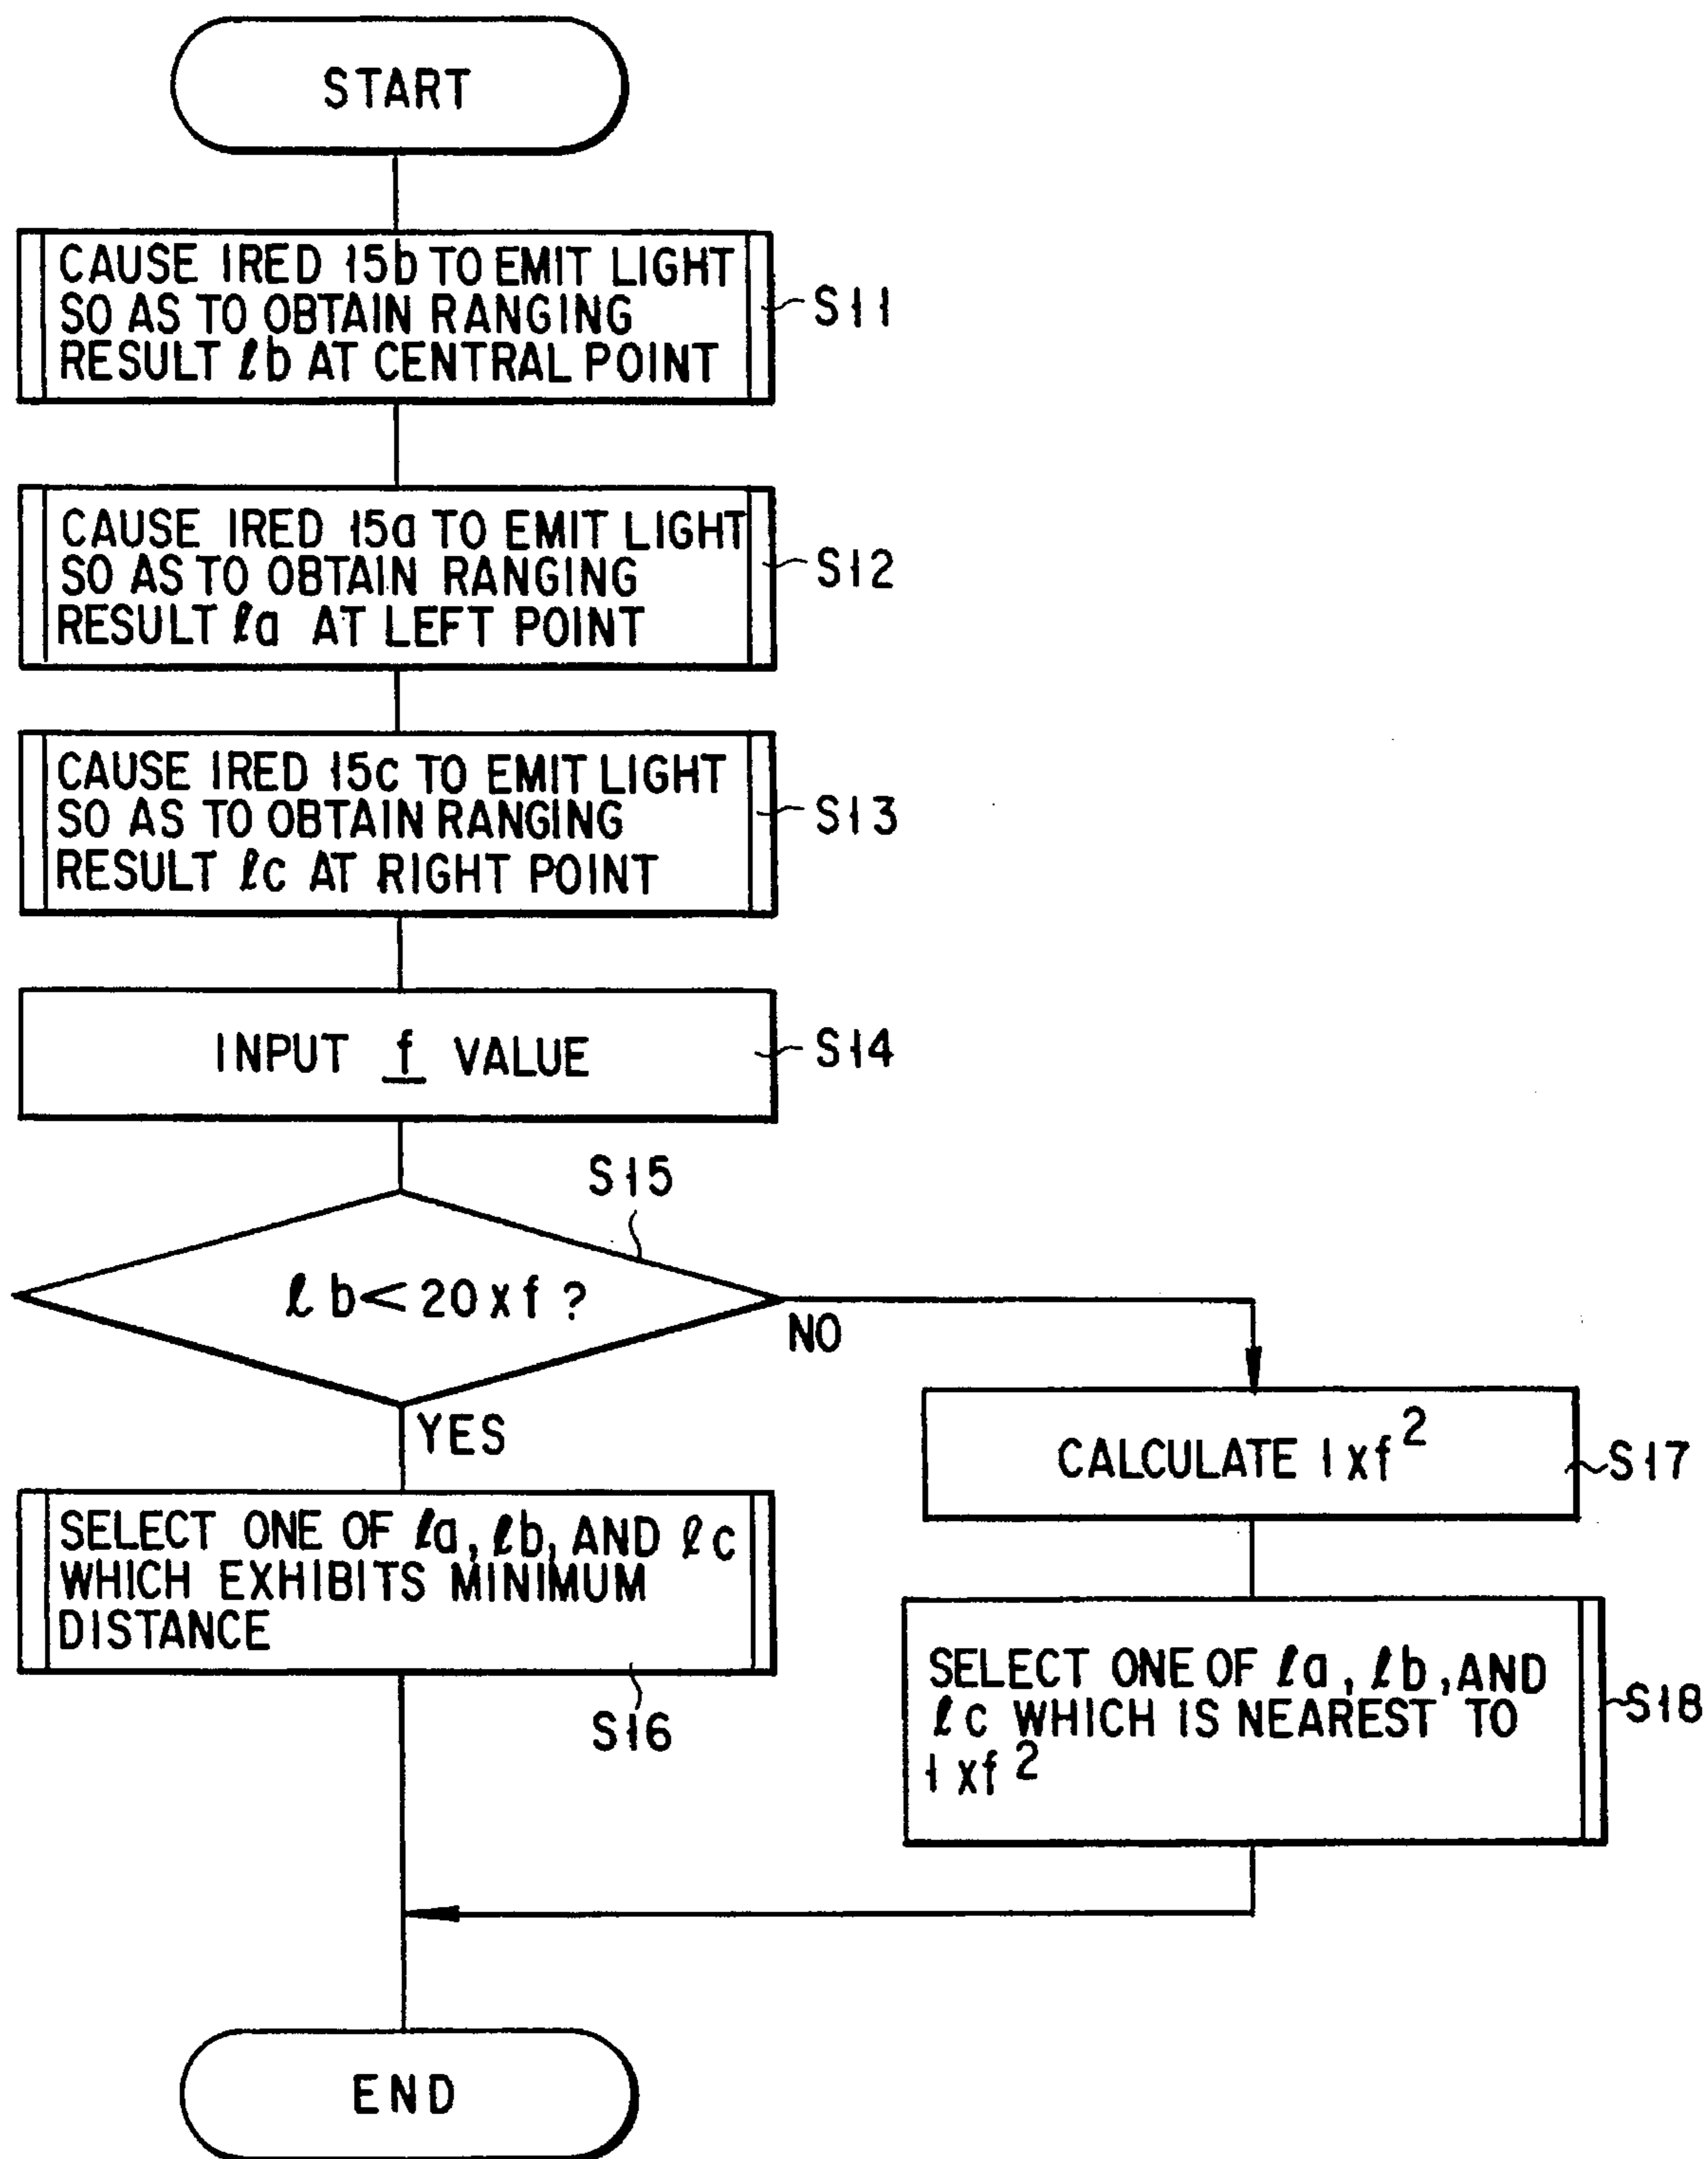 START
CAUSE IRED 15b TO EMIT LIGHT
SO AS TO OBTAIN RANGING
RESULT ℓb AT CENTRAL POINT
S11
CAUSE IRED 15a TO EMIT LIGHT
SO AS TO OBTAIN RANGING
RESULT ℓa AT LEFT POINT
S12
CAUSE IRED 15c TO EMIT LIGHT
SO AS TO OBTAIN RANGING
RESULT ℓc AT RIGHT POINT
S13
INPUT f VALUE
S14
S15
ℓb<20xf?
NO
YES
CALCULATE 1xf²
S17
SELECT ONE OF ℓa, ℓb, AND ℓc
WHICH EXHIBITS MINIMUM
DISTANCE
S16
SELECT ONE OF ℓa, ℓb, AND
ℓc WHICH IS NEAREST TO
1xf²
S18
END